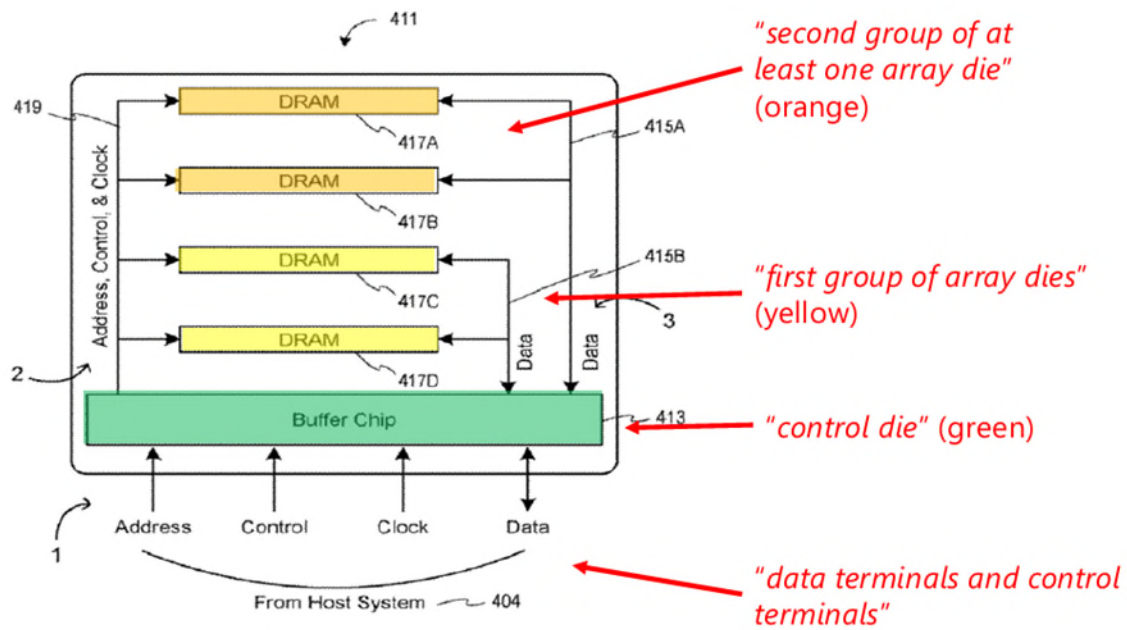 411
"second group of at
least one array die"
(orange)
419
DRAM
417A
415A
Address, Control, & Clock
DRAM
417B
415B
DRAM
417C
"first group of array dies"
(yellow)
3
DRAM
417D
Data
Data
2
Buffer Chip
413
"control die" (green)
1
Address
Control
Clock
Data
"data terminals and control
terminals"
From Host System
404